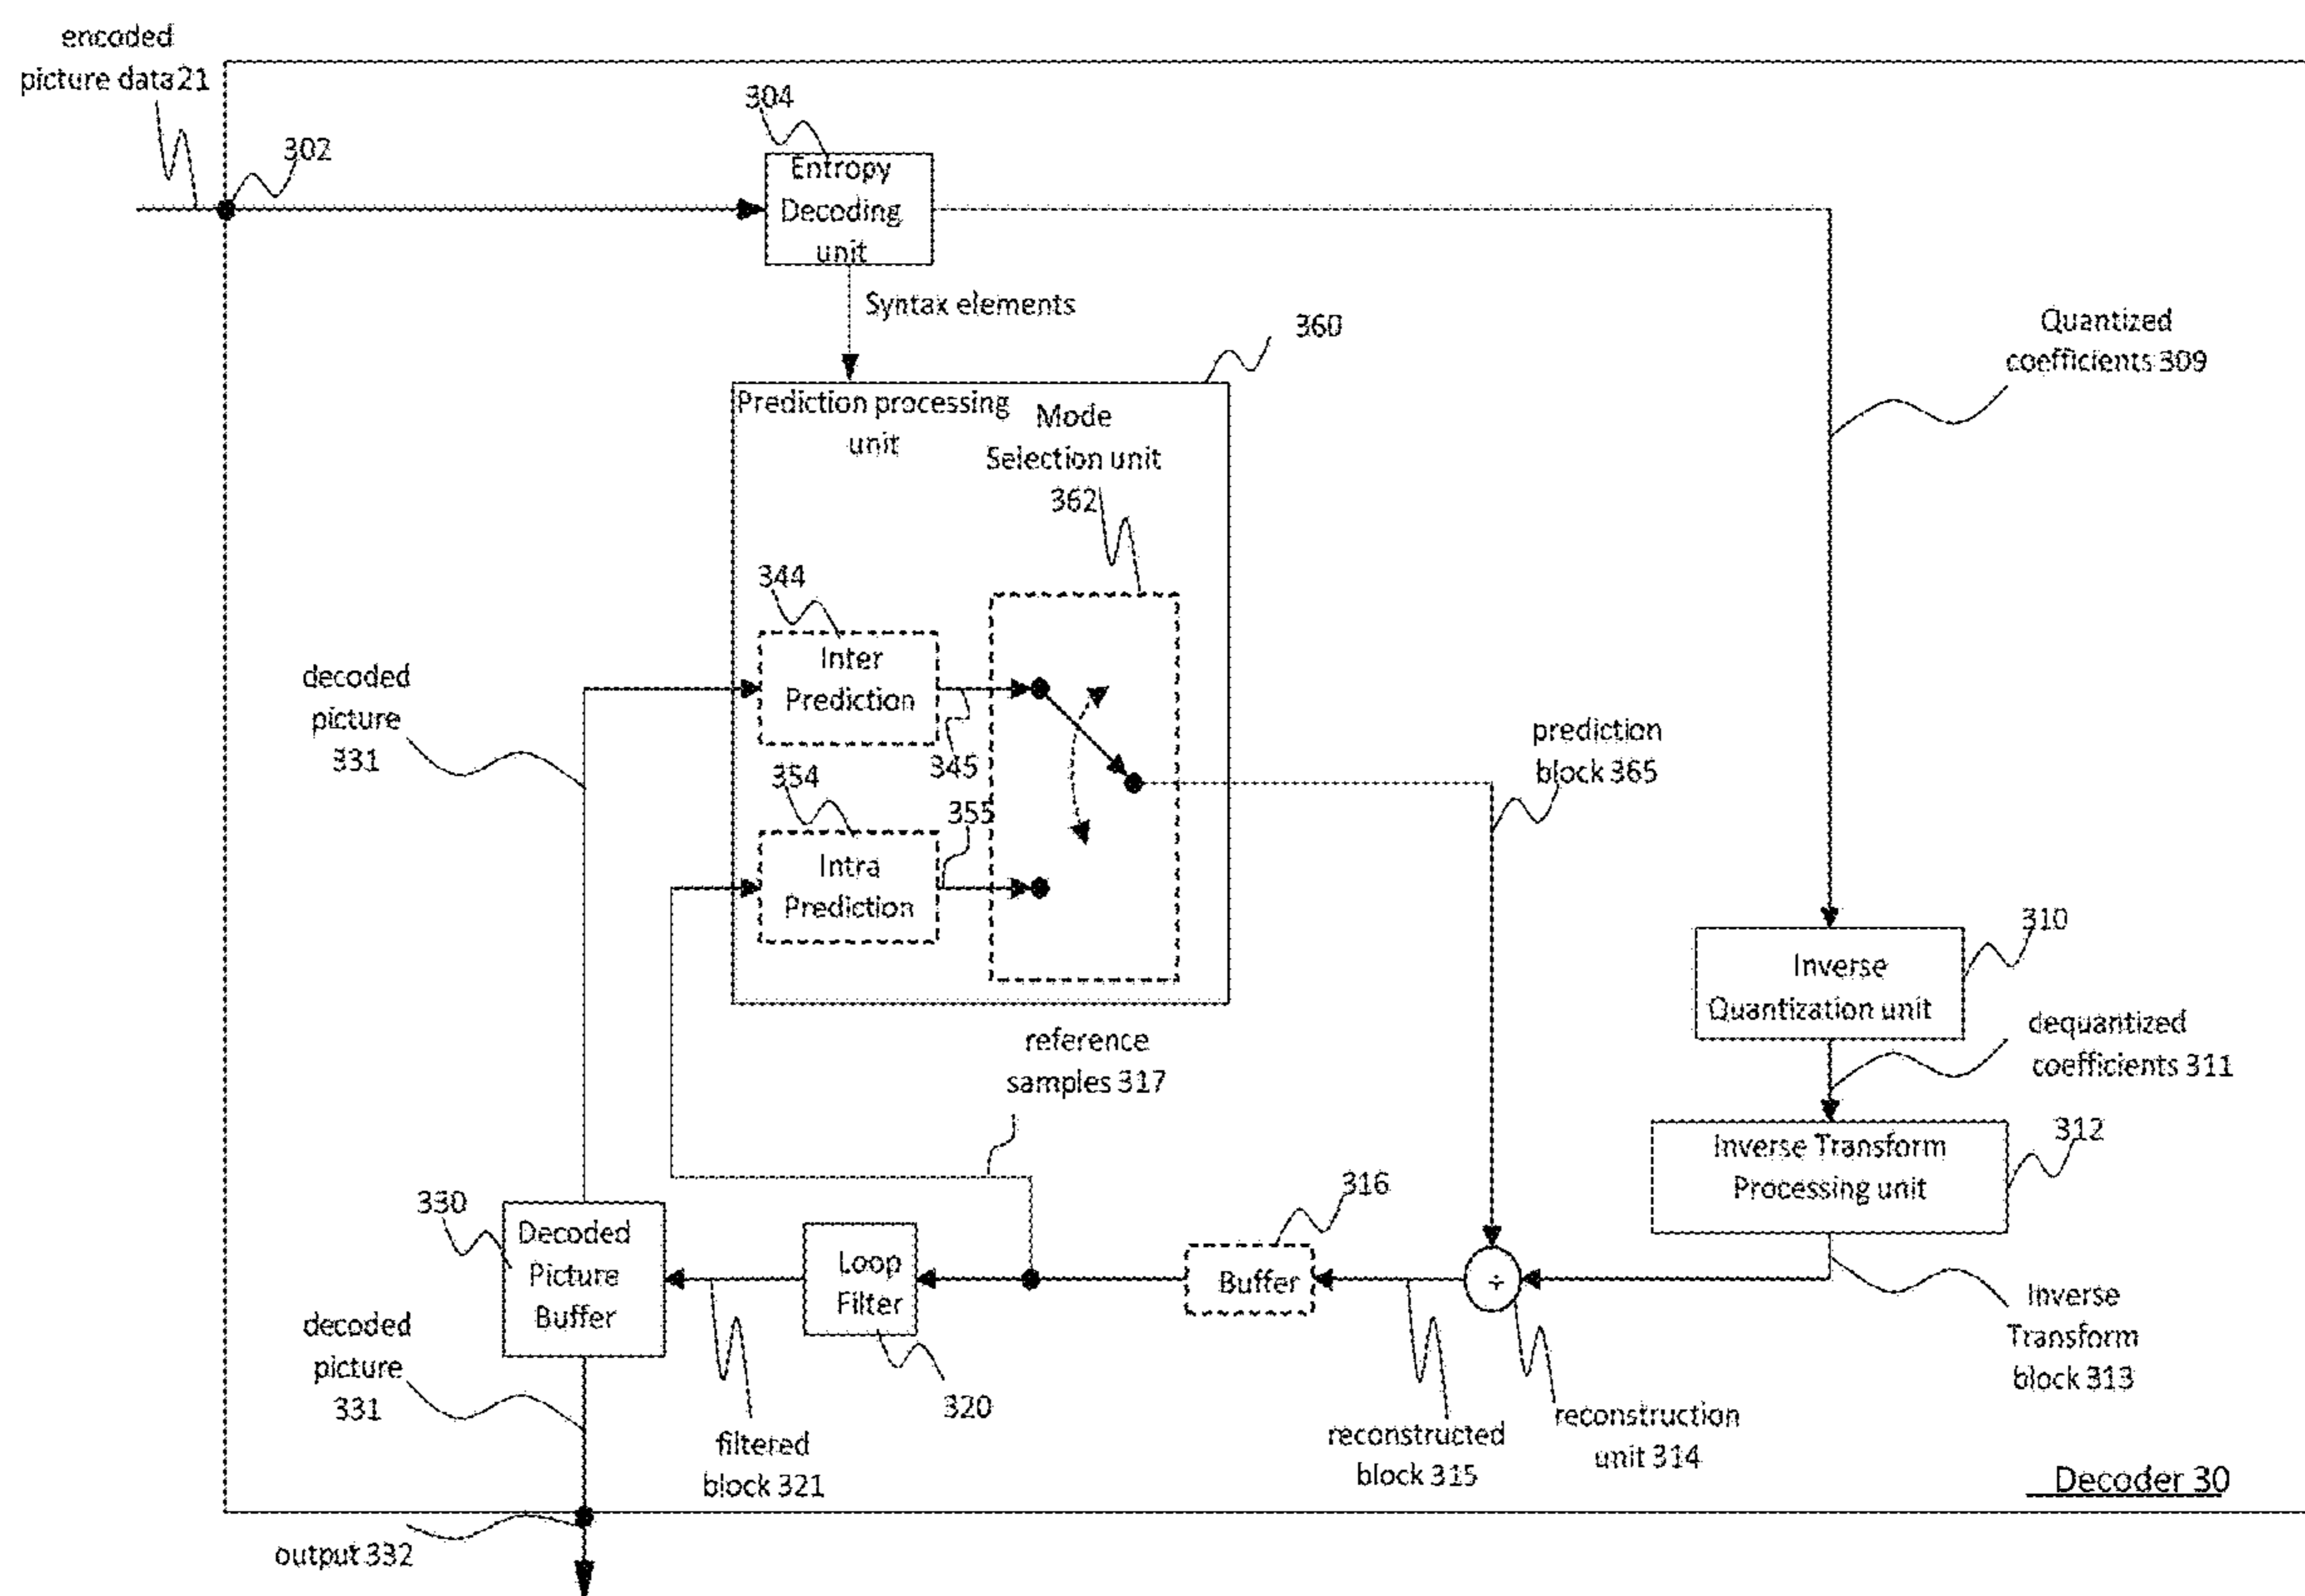 encoded
picture data 21
302
304
Entropy
Decoding
unit
Syntax elements
360
Quantized
coefficients 309
Prediction processing
unit
Mode
Selection unit
362
344
Inter
Prediction
345
decoded
picture
331
354
355
Intra
Prediction
prediction
block 365
310
Inverse
Quantization unit
dequantized
coefficients 311
reference
samples 317
312
Inverse Transform
Processing unit
316
330
Decoded
Picture
Buffer
Loop
Filter
Buffer
+
Inverse
Transform
block 313
decoded
picture
331
320
filtered
block 321
reconstructed
block 315
reconstruction
unit 314
Decoder 30
output 332